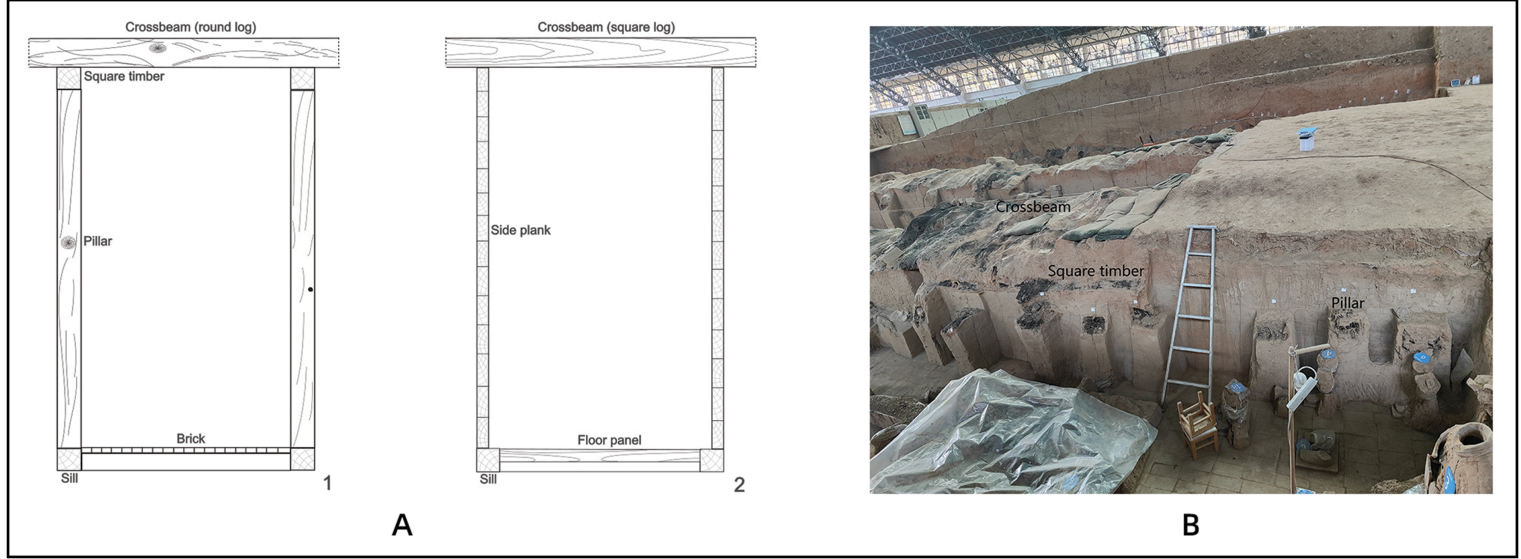 Crossbeam (round log)
Square timber
Pillar
Brick
Sill
1
Crossbeam (square log)
Side plank
Floor panel
Sill
2
A
Crossbeam
Square timber
Pillar
B